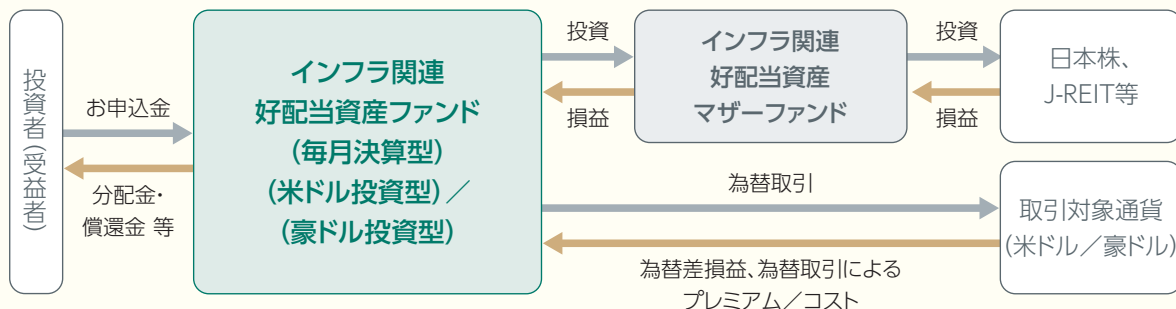 投資者(受益者)
お申込金
分配金・
償還金 等
インフラ関連
好配当資産ファンド
(毎月決算型)
(米ドル投資型)／
(豪ドル投資型)
投資
損益
インフラ関連
好配当資産
マザーファンド
投資
損益
日本株、
J-REIT等
為替取引
為替差損益、為替取引による
プレミアム／コスト
取引対象通貨
(米ドル／豪ドル)